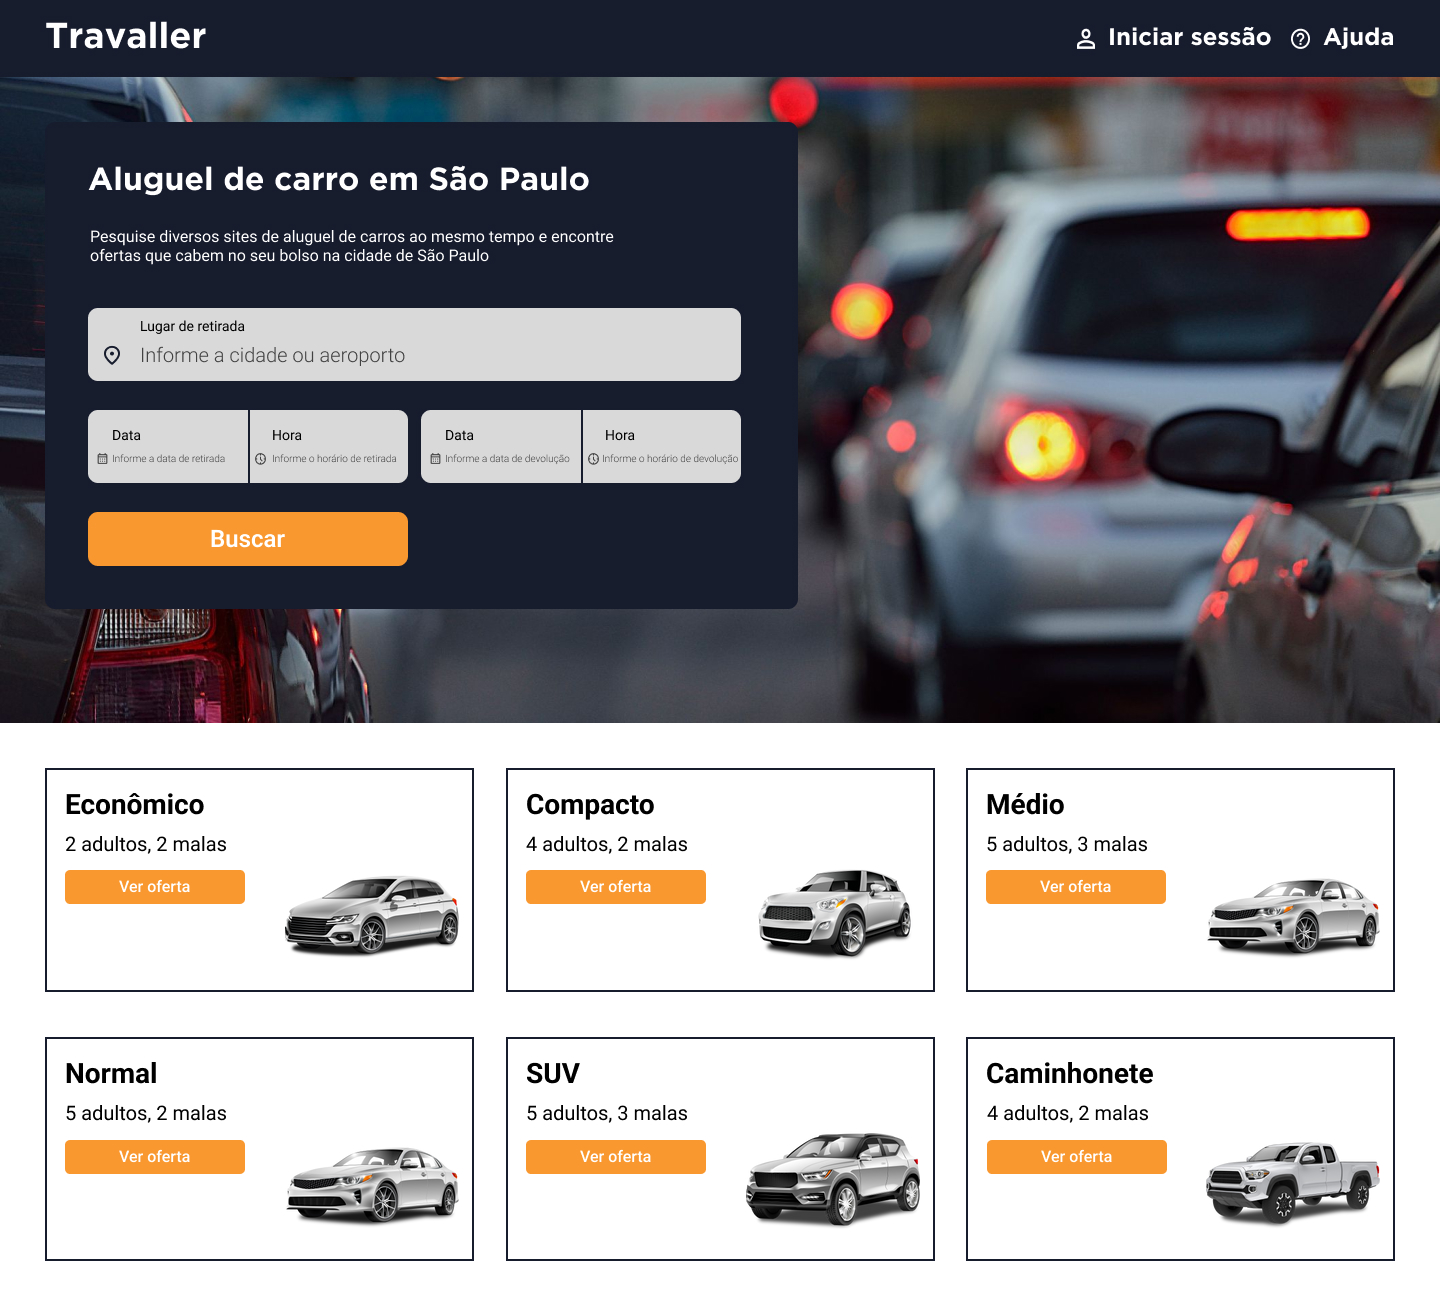 Travaller
Iniciar sessão
Ajuda
Aluguel de carro em São Paulo
Pesquise diversos sites de aluguel de carros ao mesmo tempo e encontre
ofertas que cabem no seu bolso na cidade de São Paulo
Lugar de retirada
Informe a cidade ou aeroporto
Data
Informe a data de retirada
Hora
Informe o horário de retirada
Data
Informe a data de devolução
Hora
Informe o horário de devolução
Buscar
Econômico
2 adultos, 2 malas
Ver oferta
Compacto
4 adultos, 2 malas
Ver oferta
Médio
5 adultos, 3 malas
Ver oferta
Normal
5 adultos, 2 malas
Ver oferta
SUV
5 adultos, 3 malas
Ver oferta
Caminhonete
4 adultos, 2 malas
Ver oferta